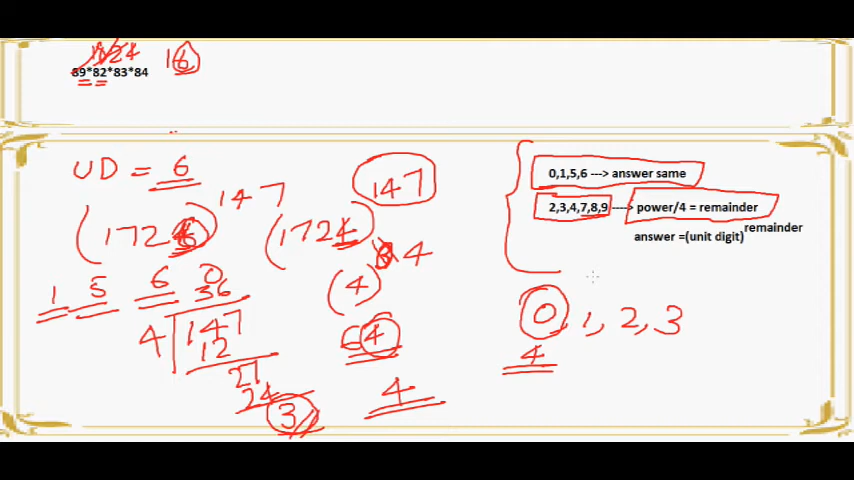 1024
89*82*83*84 16
UD = 6
147
0,1,5,6 ---> answer same
2,3,4,7,8,9 ----> power/4 = remainder
answer =(unit digit) remainder
(1726)147 (1724) 4
1 5 6 (4)
36
4 147
12
27
24
3
64
4
0, 1, 2, 3
4